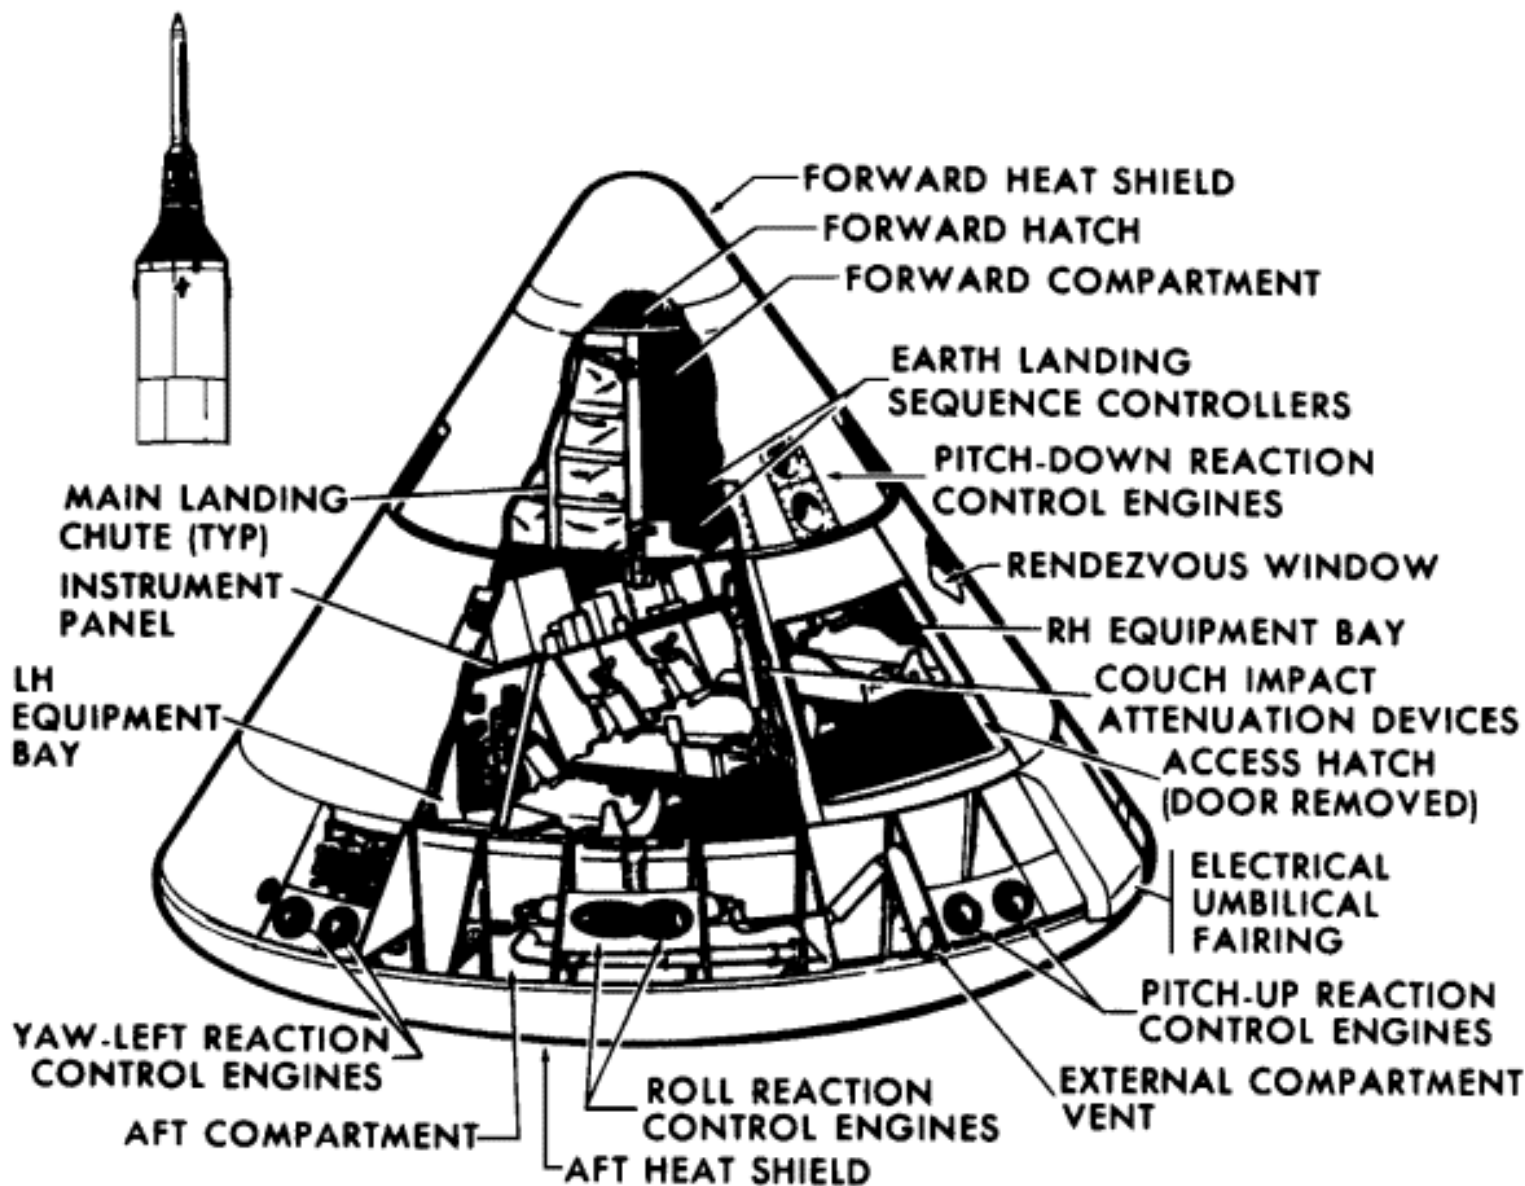 FORWARD HEAT SHIELD
FORWARD HATCH
FORWARD COMPARTMENT
EARTH LANDING
SEQUENCE CONTROLLERS
PITCH-DOWN REACTION
CONTROL ENGINES
MAIN LANDING
CHUTE (TYP)
RENDEZVOUS WINDOW
INSTRUMENT
PANEL
RH EQUIPMENT BAY
LH
EQUIPMENT
BAY
COUCH IMPACT
ATTENUATION DEVICES
ACCESS HATCH
(DOOR REMOVED)
ELECTRICAL
UMBILICAL
FAIRING
PITCH-UP REACTION
CONTROL ENGINES
YAW-LEFT REACTION
CONTROL ENGINES
EXTERNAL COMPARTMENT
VENT
ROLL REACTION
CONTROL ENGINES
AFT COMPARTMENT
AFT HEAT SHIELD